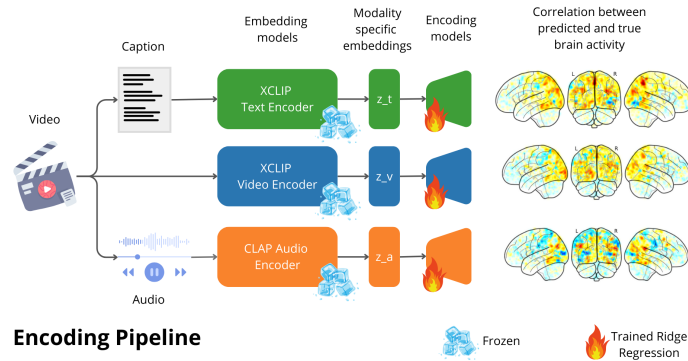 Embedding
models
Modality
specific
embeddings
Encoding
models
Correlation between
predicted and true
brain activity
Caption
Video
XCLIP
Text Encoder
z_t
L R
XCLIP
Video Encoder
z_v
L R
CLAP Audio
Encoder
z_a
L R
Audio
Encoding Pipeline
Frozen
Trained Ridge
Regression